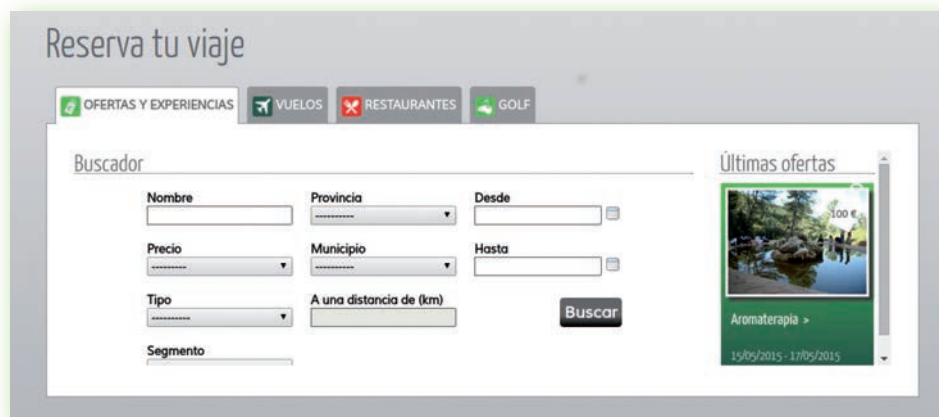 Reserva tu viaje
OFERTAS Y EXPERIENCIAS VUELOS RESTAURANTES GOLF
Buscador
Nombre Provincia Desde
---------- ----------
Precio Municipio Hasta
--------- ----------
Tipo A una distancia de (km)
----------
Buscar
Segmento
Últimas ofertas
100 €
Aromaterapia >
15/05/2015 - 17/05/2015